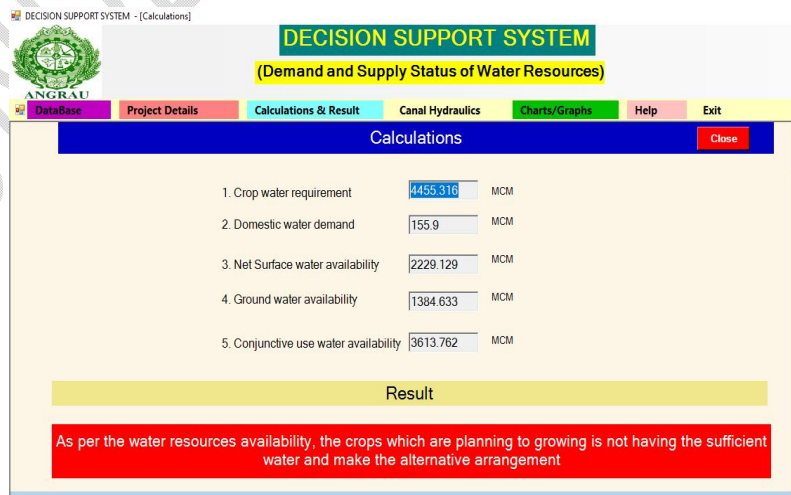 DECISION SUPPORT SYSTEM - [Calculations]
DECISION SUPPORT SYSTEM
(Demand and Supply Status of Water Resources)
ANGRAU
DataBase Project Details Calculations & Result Canal Hydraulics Charts/Graphs Help Exit
Calculations Close
1. Crop water requirement 4455.316 MCM
2. Domestic water demand 155.9 MCM
3. Net Surface water availability 2229.129 MCM
4. Ground water availability 1384.633 MCM
5. Conjunctive use water availability 3613.762 MCM
Result
As per the water resources availability, the crops which are planning to growing is not having the sufficient
water and make the alternative arrangement